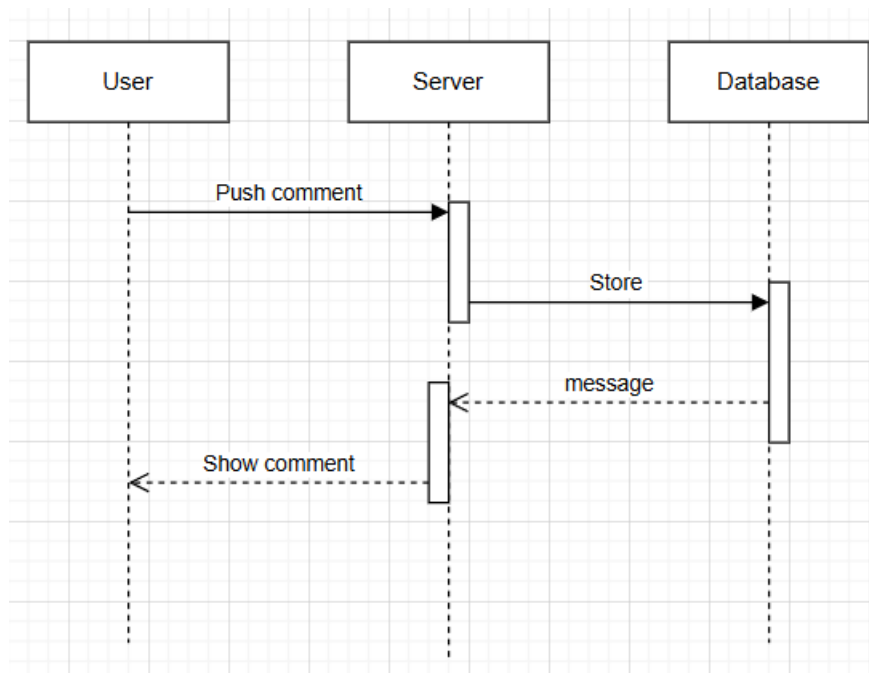 User
Server
Database
Push comment
Store
message
Show comment